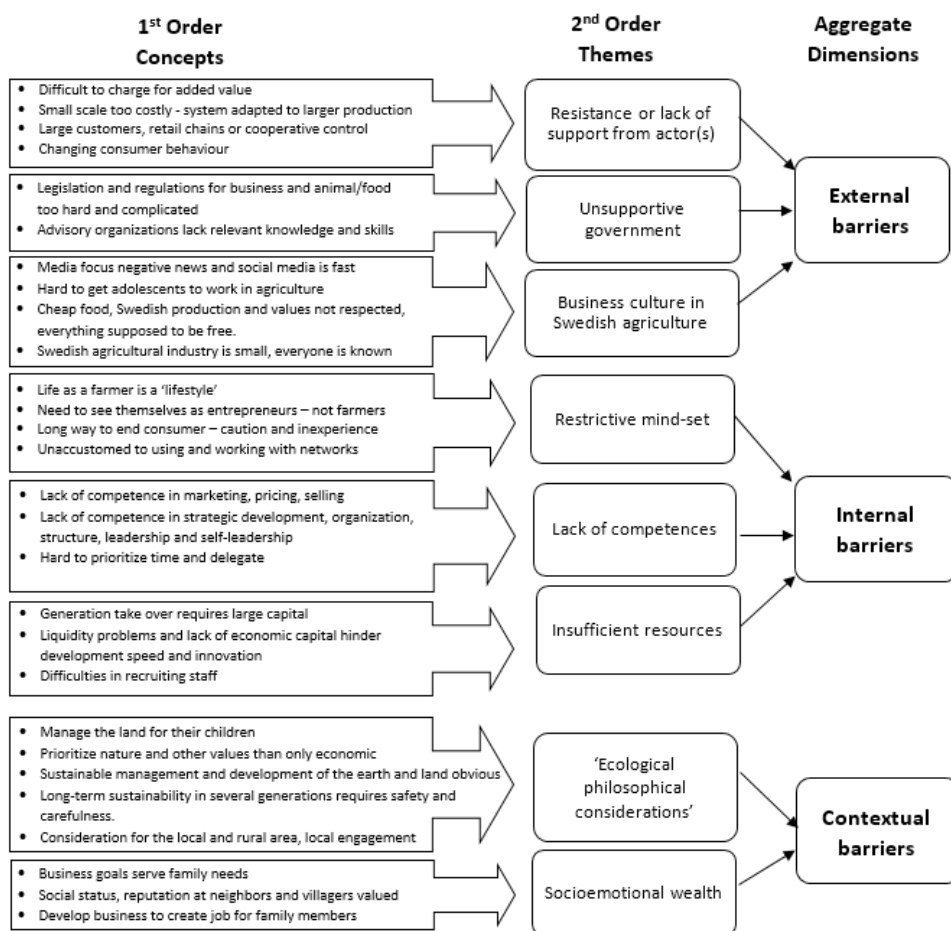 1st Order
Concepts
2nd Order
Themes
Aggregate
Dimensions
• Difficult to charge for added value
• Small scale too costly - system adapted to larger production
• Large customers, retail chains or cooperative control
• Changing consumer behaviour
Resistance or lack of
support from actor(s)
• Legislation and regulations for business and animal/food
too hard and complicated
• Advisory organizations lack relevant knowledge and skills
Unsupportive
government
External
barriers
• Media focus negative news and social media is fast
• Hard to get adolescents to work in agriculture
• Cheap food, Swedish production and values not respected,
everything supposed to be free.
• Swedish agricultural industry is small, everyone is known
Business culture in
Swedish agriculture
• Life as a farmer is a ‘lifestyle’
• Need to see themselves as entrepreneurs – not farmers
• Long way to end consumer – caution and inexperience
• Unaccustomed to using and working with networks
Restrictive mind-set
• Lack of competence in marketing, pricing, selling
• Lack of competence in strategic development, organization,
structure, leadership and self-leadership
• Hard to prioritize time and delegate
Lack of competences
Internal
barriers
• Generation take over requires large capital
• Liquidity problems and lack of economic capital hinder
development speed and innovation
• Difficulties in recruiting staff
Insufficient resources
• Manage the land for their children
• Prioritize nature and other values than only economic
• Sustainable management and development of the earth and land obvious
• Long-term sustainability in several generations requires safety and
carefulness.
• Consideration for the local and rural area, local engagement
‘Ecological
philosophical
considerations’
Contextual
barriers
• Business goals serve family needs
• Social status, reputation at neighbors and villagers valued
• Develop business to create job for family members
Socioemotional wealth